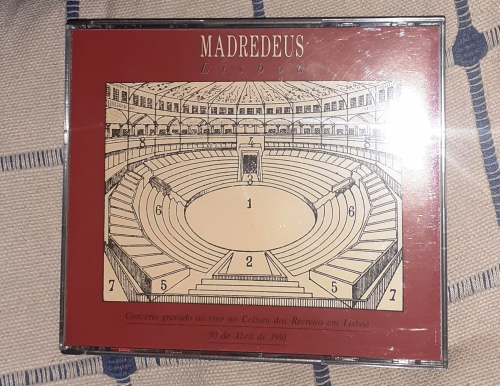 MADREDEUS
Lisboa
8 4 8
3
6 1 6
2
7 5 5 7
Concerto gravado ao vivo no Coliseu dos Recreios em Lisboa
30 de Abril de 1991